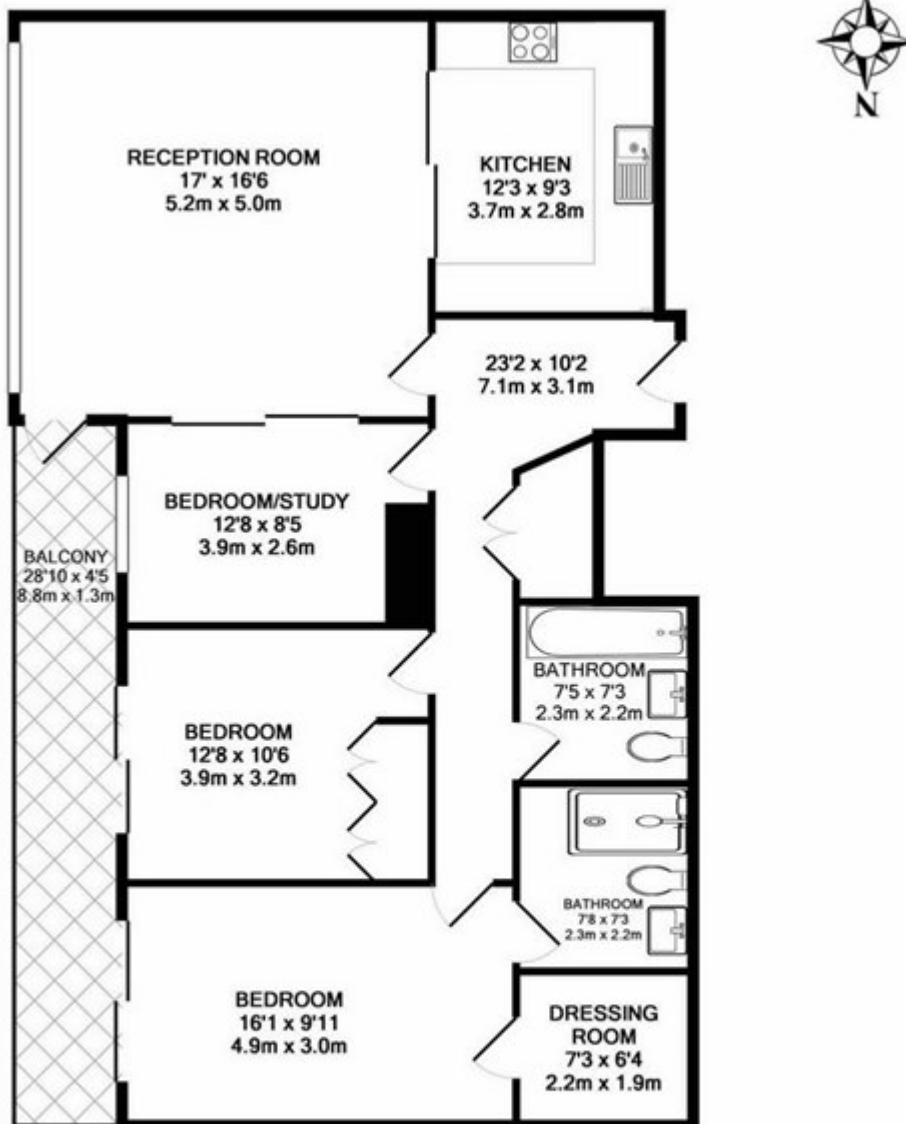 N
RECEPTION ROOM
17' x 16'6
5.2m x 5.0m
KITCHEN
12'3 x 9'3
3.7m x 2.8m
23'2 x 10'2
7.1m x 3.1m
BEDROOM/STUDY
12'8 x 8'5
3.9m x 2.6m
BALCONY
28'10 x 4'5
8.8m x 1.3m
BATHROOM
7'5 x 7'3
2.3m x 2.2m
BEDROOM
12'8 x 10'6
3.9m x 3.2m
BATHROOM
7'8 x 7'3
2.3m x 2.2m
BEDROOM
16'1 x 9'11
4.9m x 3.0m
DRESSING
ROOM
7'3 x 6'4
2.2m x 1.9m